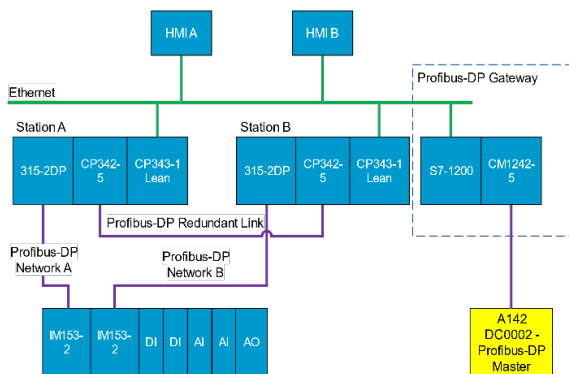 HMI A
HMI B
Profibus-DP Gateway
Ethernet
Station A
Station B
315-2DP
CP342-
5
CP343-1
Lean
315-2DP
CP342-
5
CP343-1
Lean
S7-1200
CM1242-
5
Profibus-DP Redundant Link
Profibus-DP
Network A
Profibus-DP
Network B
IM153-
2
IM153-
2
DI
DI
AI
AI
AO
A142
DC0002 -
Profibus-DP
Master